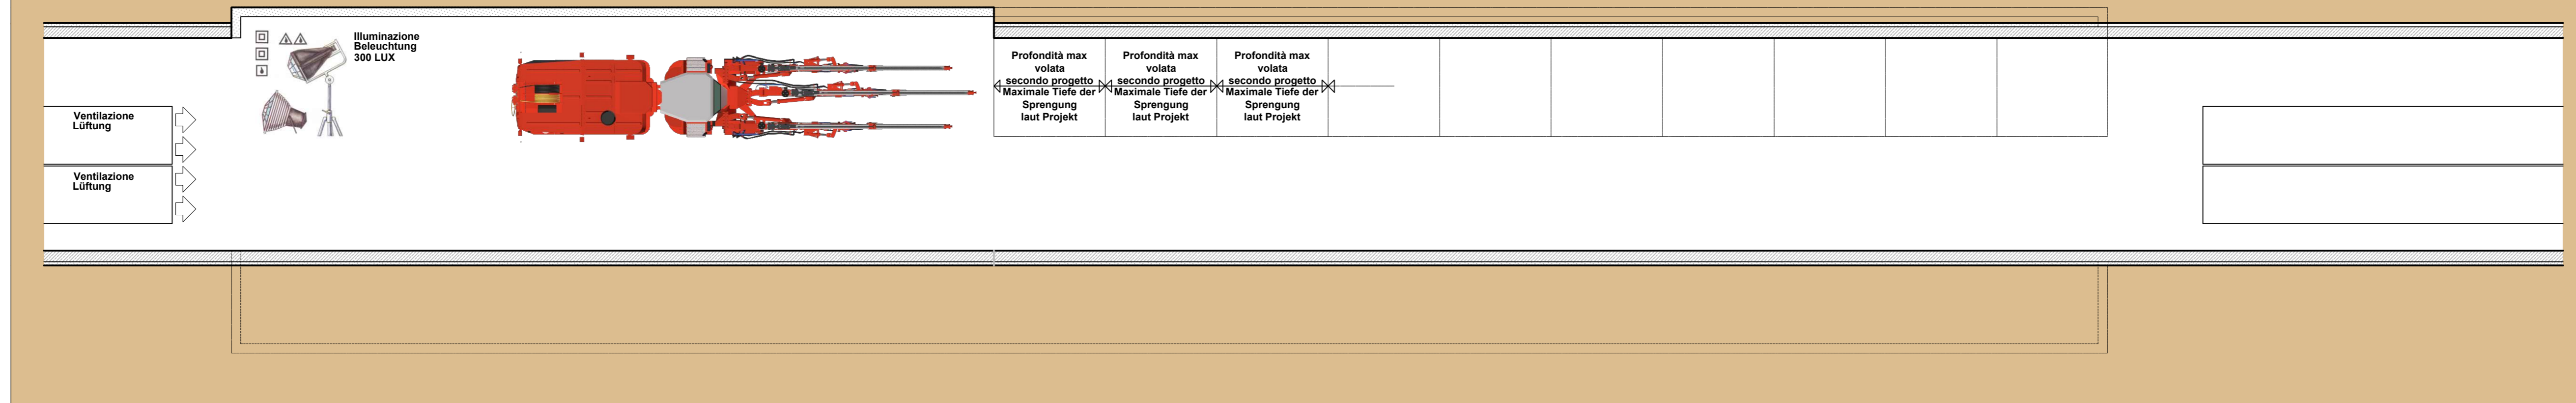 Illuminazione
Beleuchtung
300 LUX
Ventilazione
Lüftung
Ventilazione
Lüftung
Profondità max
volata
secondo progetto
Maximale Tiefe der
Sprengung
laut Projekt
Profondità max
volata
secondo progetto
Maximale Tiefe der
Sprengung
laut Projekt
Profondità max
volata
secondo progetto
Maximale Tiefe der
Sprengung
laut Projekt